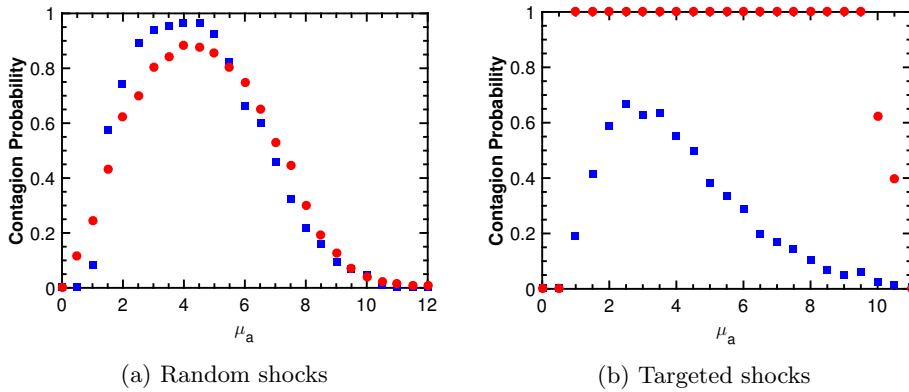 1
0.8
0.6
0.4
0.2
0
Contagion Probability
0 2 4 6 8 10 12
μa
(a) Random shocks
1
0.8
0.6
0.4
0.2
0
Contagion Probability
0 2 4 6 8 10
μa
(b) Targeted shocks